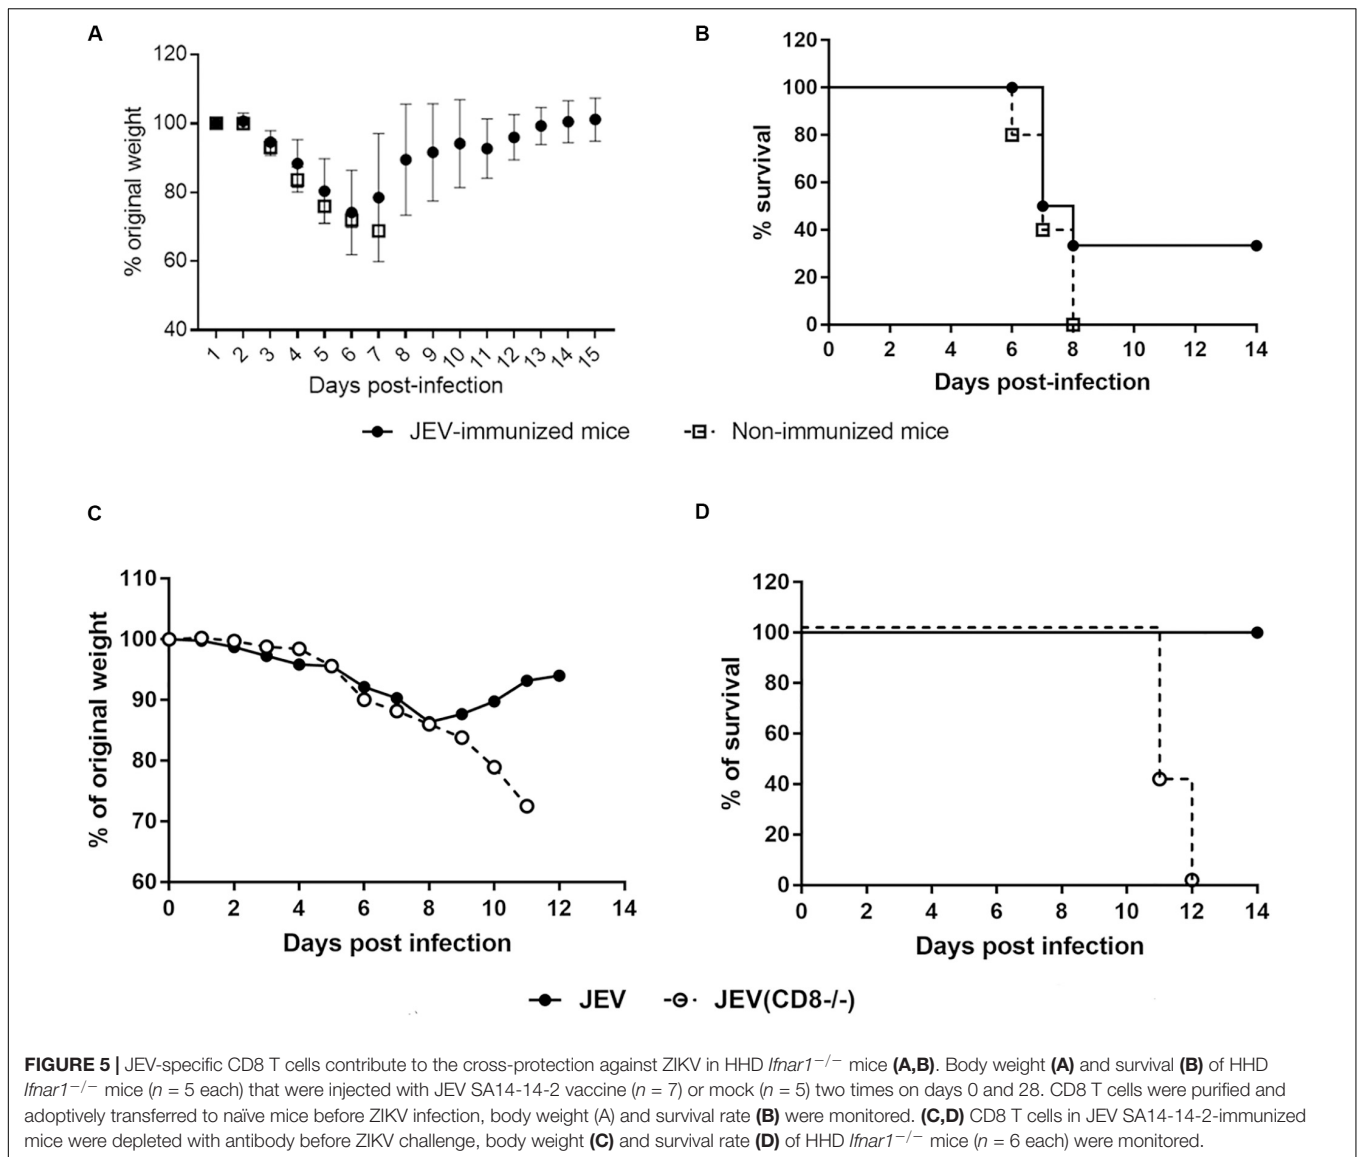 A
120
100
80
60
40
% original weight
1 2 3 4 5 6 7 8 9 10 11 12 13 14 15
Days post-infection
B
120
100
80
60
40
20
0
% survival
0 2 4 6 8 10 12 14
Days post-infection
JEV-immunized mice Non-immunized mice
C
110
100
90
80
70
60
% of original weight
0 2 4 6 8 10 12 14
Days post infection
D
120
100
80
60
40
20
0
% of survival
0 2 4 6 8 10 12 14
Days post infection
JEV JEV(CD8-/-)
FIGURE 5 | JEV-specific CD8 T cells contribute to the cross-protection against ZIKV in HHD Ifnar1−/− mice (A,B). Body weight (A) and survival (B) of HHD
Ifnar1−/− mice (n = 5 each) that were injected with JEV SA14-14-2 vaccine (n = 7) or mock (n = 5) two times on days 0 and 28. CD8 T cells were purified and
adoptively transferred to naïve mice before ZIKV infection, body weight (A) and survival rate (B) were monitored. (C,D) CD8 T cells in JEV SA14-14-2-immunized
mice were depleted with antibody before ZIKV challenge, body weight (C) and survival rate (D) of HHD Ifnar1−/− mice (n = 6 each) were monitored.